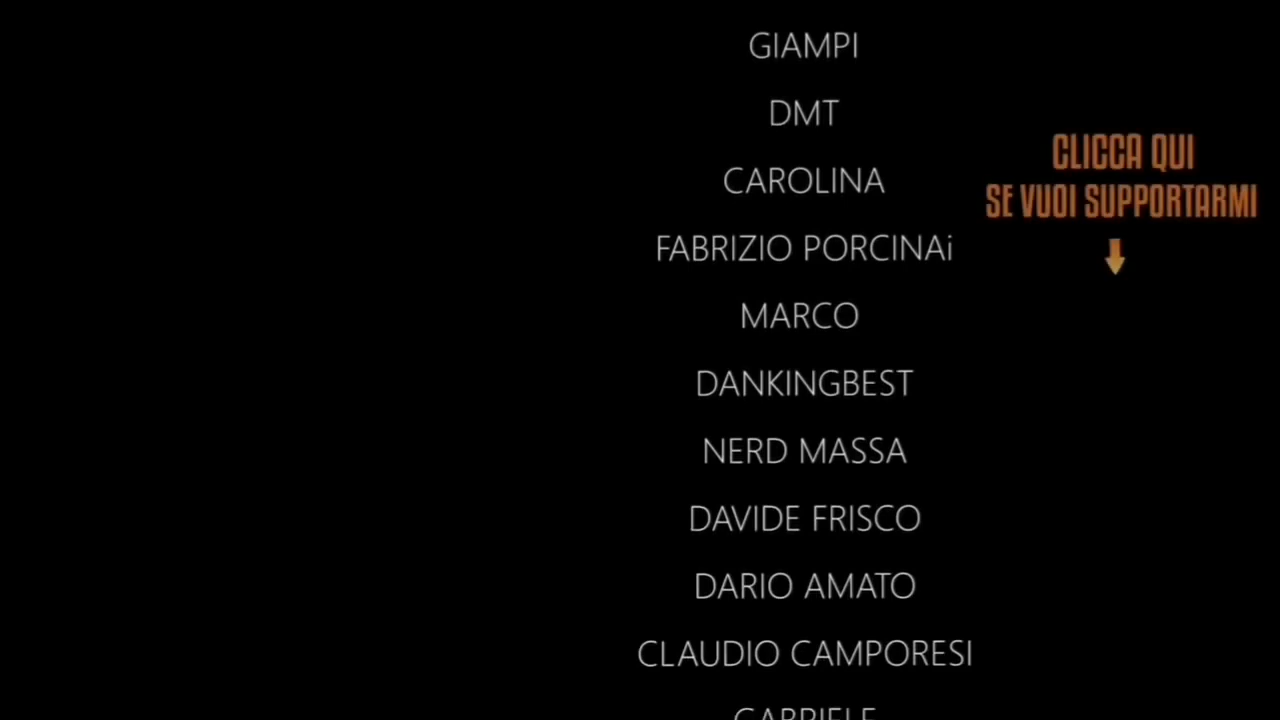 GIAMPI
DMT
CAROLINA
FABRIZIO PORCINAi
MARCO
DANKINGBEST
NERD MASSA
DAVIDE FRISCO
DARIO AMATO
CLAUDIO CAMPORESI
GABRIELE
CLICCA QUI
SE VUOI SUPPORTARMI